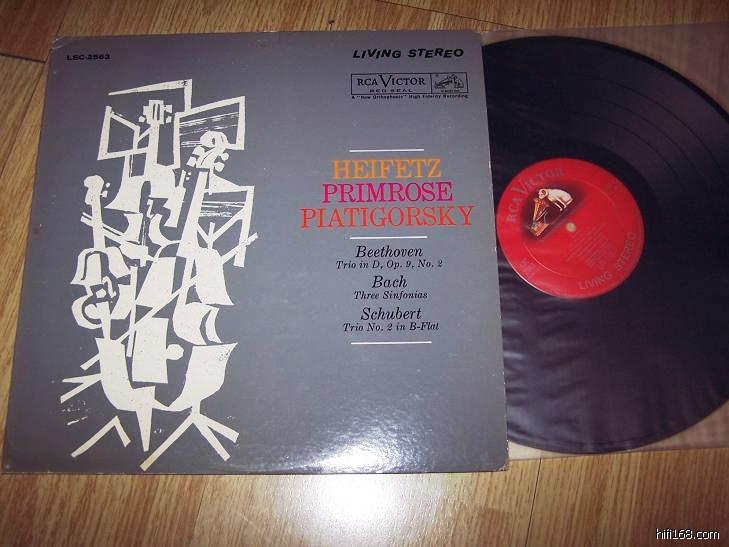 LSC-2563
LIVING STEREO
RCA VICTOR
RED SEAL
A "New Orthophonic" High Fidelity Recording
HEIFETZ
PRIMROSE
PIATIGORSKY
Beethoven
Trio in D, Op. 9, No. 2
Bach
Three Sinfonias
Schubert
Trio No. 2 in B-Flat
RCA VICTOR
LIVING STEREO
hifi168.com